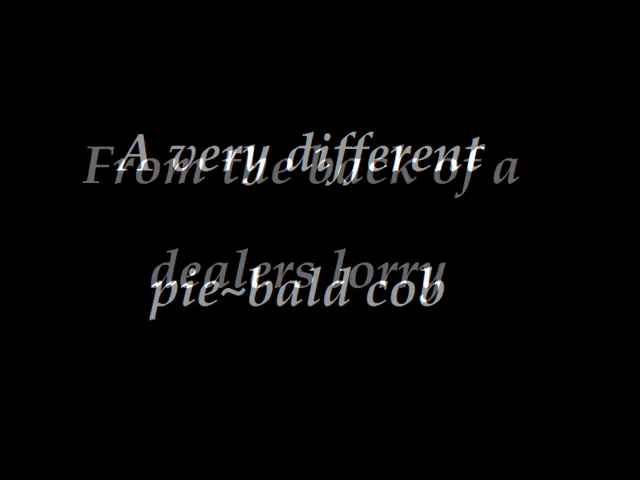 A very different
From the back of a
dealers lorry
pie~bald cob